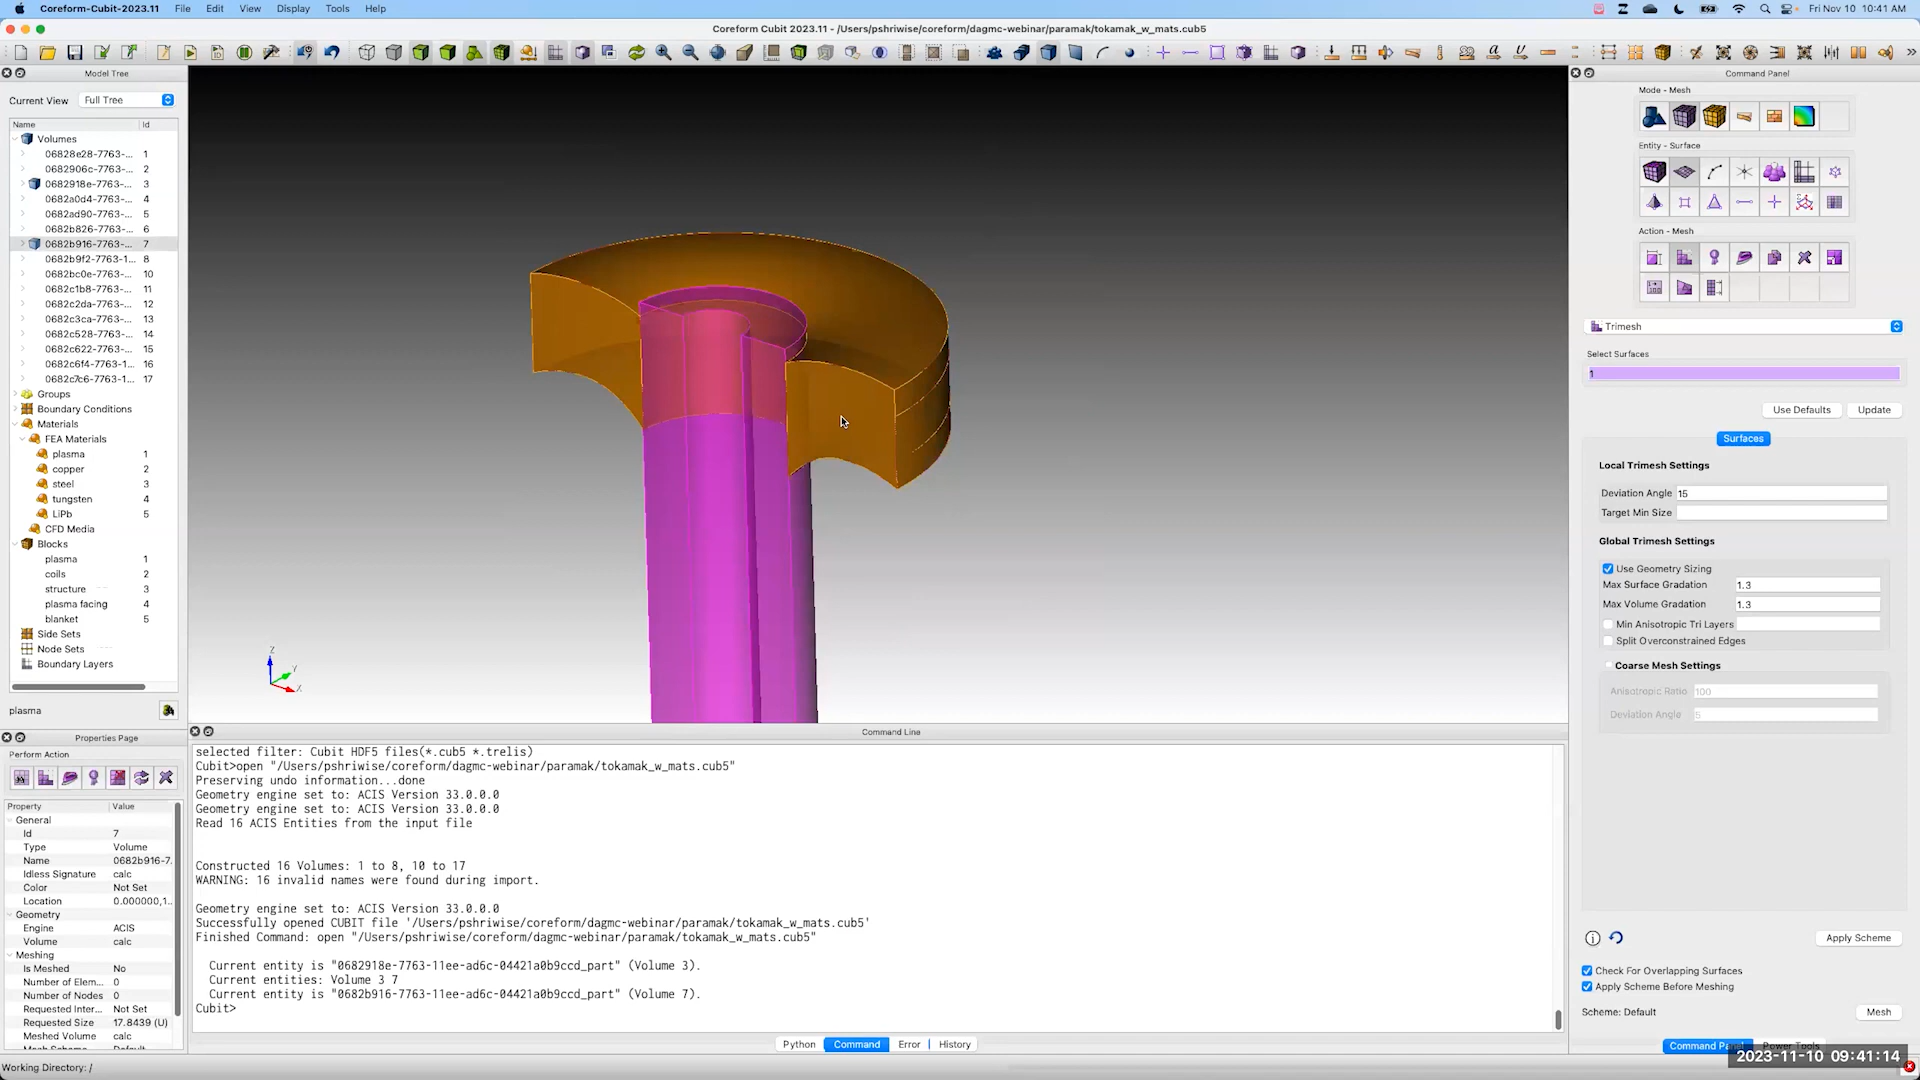 Coreform-Cubit-2023.11 File Edit View Display Tools Help
Fri Nov 10 10:41 AM
Coreform Cubit 2023.11 - /Users/pshriwise/coreform/dagmc-webinar/paramak/tokamak_w_mats.cub5
Model Tree
Current View Full Tree
Name Id
Volumes
06828e28-7763-... 1
0682906c-7763-... 2
0682918e-7763-... 3
0682a0d4-7763-... 4
0682ad90-7763-... 5
0682b826-7763-... 6
0682b916-7763-... 7
0682b9f2-7763-1... 8
0682bc0e-7763-... 10
0682c1b8-7763-... 11
0682c2da-7763-... 12
0682c3ca-7763-... 13
0682c528-7763-... 14
0682c622-7763-... 15
0682c6f4-7763-1... 16
0682c7c6-7763-1... 17
Groups
Boundary Conditions
Materials
FEA Materials
plasma 1
copper 2
steel 3
tungsten 4
LiPb 5
CFD Media
Blocks
plasma 1
coils 2
structure 3
plasma facing 4
blanket 5
Side Sets
Node Sets
Boundary Layers
plasma
Properties Page
Perform Action
Property Value
General
Id 7
Type Volume
Name 0682b916-7.
Idless Signature calc
Color Not Set
Location 0.000000,1..
Geometry
Engine ACIS
Volume calc
Meshing
Is Meshed No
Number of Elem... 0
Number of Nodes 0
Requested Inter... Not Set
Requested Size 17.8439 (U)
Meshed Volume calc
Working Directory: /
Z
Y
X
Command Line
selected filter: Cubit HDF5 files(*.cub5 *.trelis)
Cubit>open "/Users/pshriwise/coreform/dagmc-webinar/paramak/tokamak_w_mats.cub5"
Preserving undo information...done
Geometry engine set to: ACIS Version 33.0.0.0
Geometry engine set to: ACIS Version 33.0.0.0
Read 16 ACIS Entities from the input file
Constructed 16 Volumes: 1 to 8, 10 to 17
WARNING: 16 invalid names were found during import.
Geometry engine set to: ACIS Version 33.0.0.0
Successfully opened CUBIT file '/Users/pshriwise/coreform/dagmc-webinar/paramak/tokamak_w_mats.cub5'
Finished Command: open "/Users/pshriwise/coreform/dagmc-webinar/paramak/tokamak_w_mats.cub5"
Current entity is "0682918e-7763-11ee-ad6c-04421a0b9ccd_part" (Volume 3).
Current entities: Volume 3 7
Current entity is "0682b916-7763-11ee-ad6c-04421a0b9ccd_part" (Volume 7).
Cubit>
Python Command Error History
Command Panel
Mode - Mesh
Entity - Surface
Action - Mesh
Trimesh
Select Surfaces
1
Use Defaults Update
Surfaces
Local Trimesh Settings
Deviation Angle 15
Target Min Size
Global Trimesh Settings
Use Geometry Sizing
Max Surface Gradation 1.3
Max Volume Gradation 1.3
Min Anisotropic Tri Layers
Split Overconstrained Edges
Coarse Mesh Settings
Anisotropic Ratio 100
Deviation Angle 5
Apply Scheme
Check For Overlapping Surfaces
Apply Scheme Before Meshing
Scheme: Default
Mesh
Command Panel Power Tools
2023-11-10 09:41:14